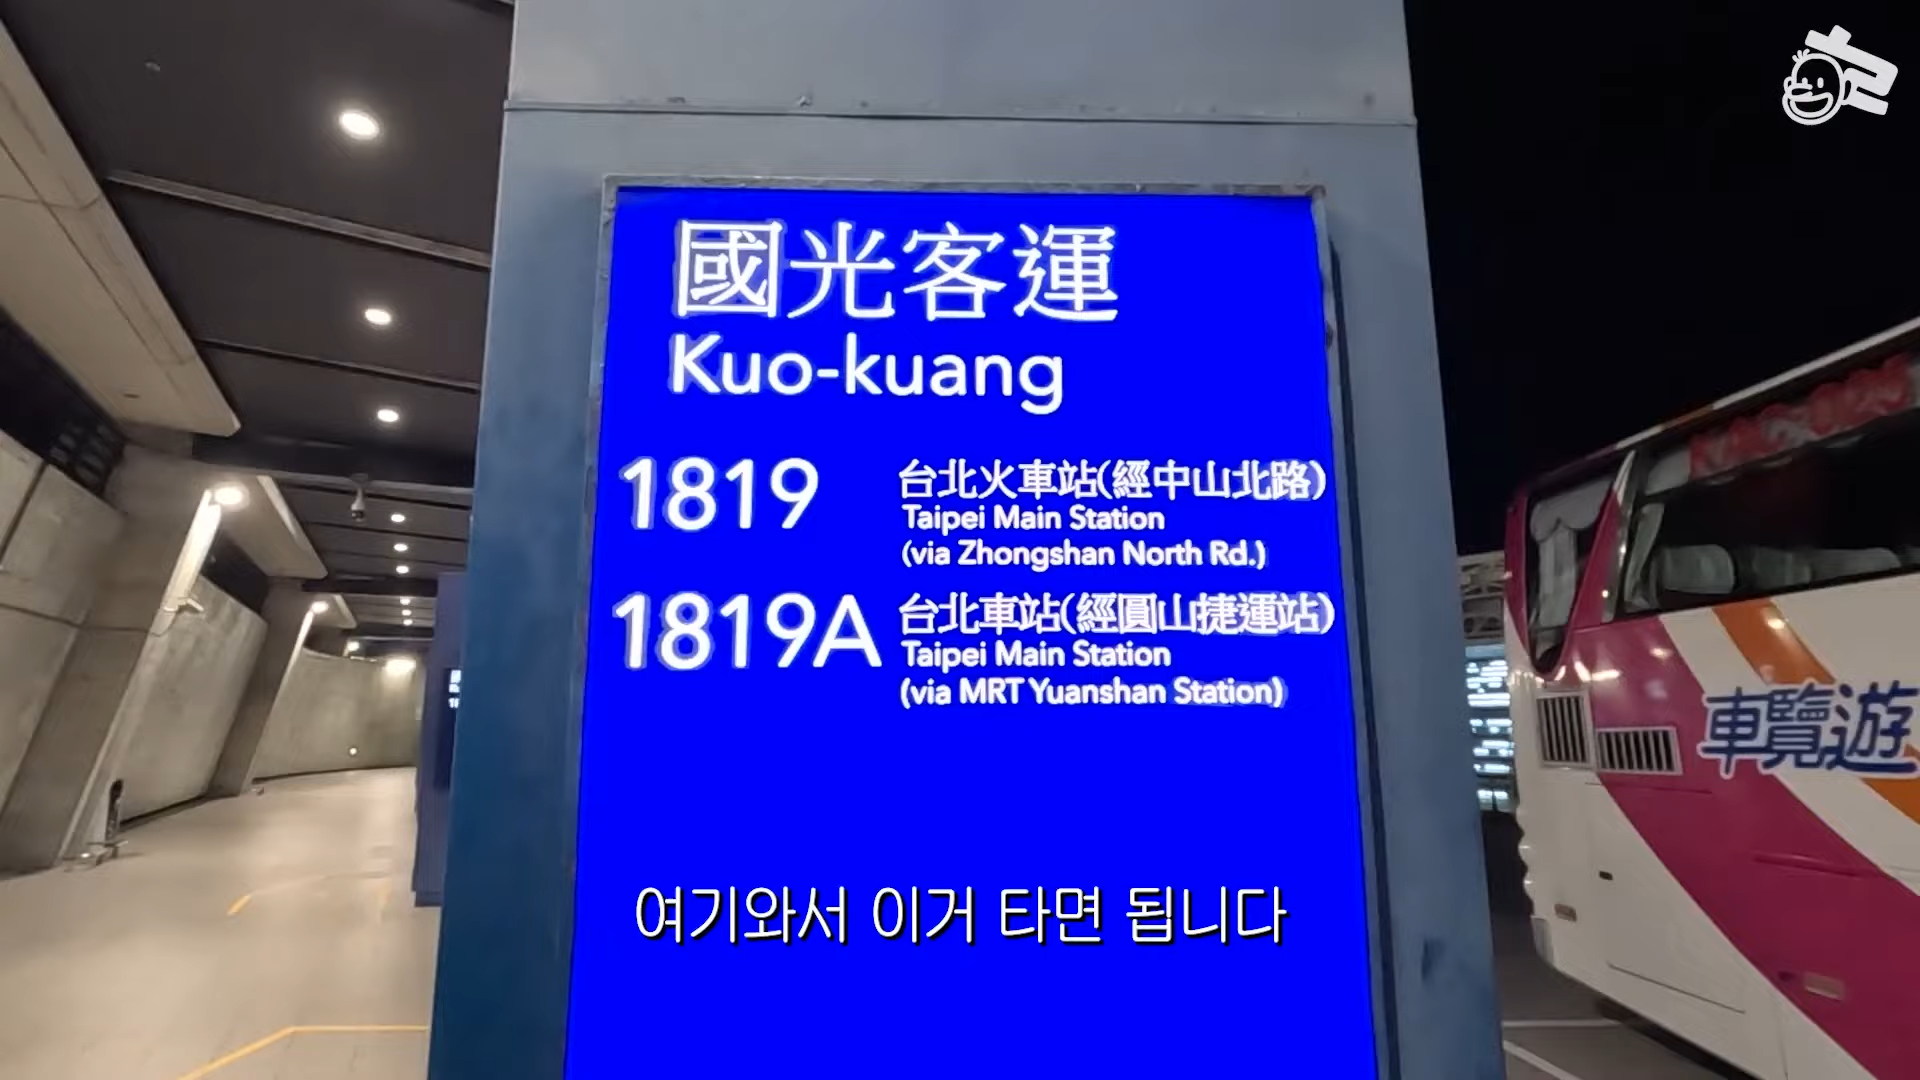 國光客運
Kuo-kuang
1819
台北火車站(經中山北路)
Taipei Main Station
(via Zhongshan North Rd.)
1819A
台北車站(經圓山捷運站)
Taipei Main Station
(via MRT Yuanshan Station)
車覽遊
여기와서 이거 타면 됩니다